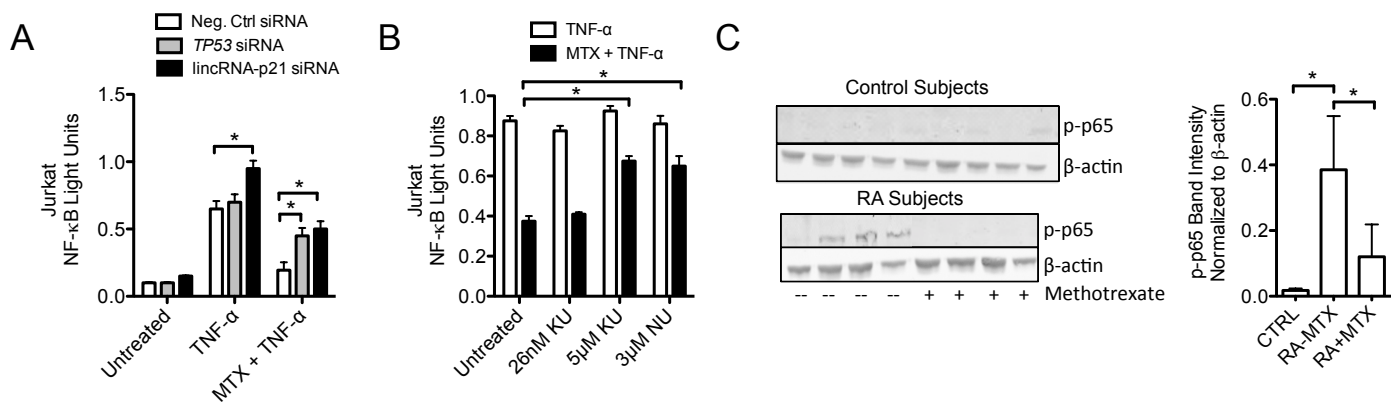 A
Neg. Ctrl siRNA
TP53 siRNA
lincRNA-p21 siRNA
Jurkat
NF-κB Light Units
1.5
1.0
0.5
0.0
*
*
*
Untreated
TNF-α
MTX + TNF-α
B
TNF-α
MTX + TNF-α
Jurkat
NF-κB Light Units
1.0
0.8
0.6
0.4
0.2
0.0
*
*
Untreated
26nM KU
5µM KU
3µM NU
C
Control Subjects
p-p65
β-actin
RA Subjects
p-p65
β-actin
-- -- -- -- + + + + Methotrexate
p-p65 Band Intensity
Normalized to β-actin
0.6
0.4
0.2
0.0
*
*
CTRL
RA-MTX
RA+MTX